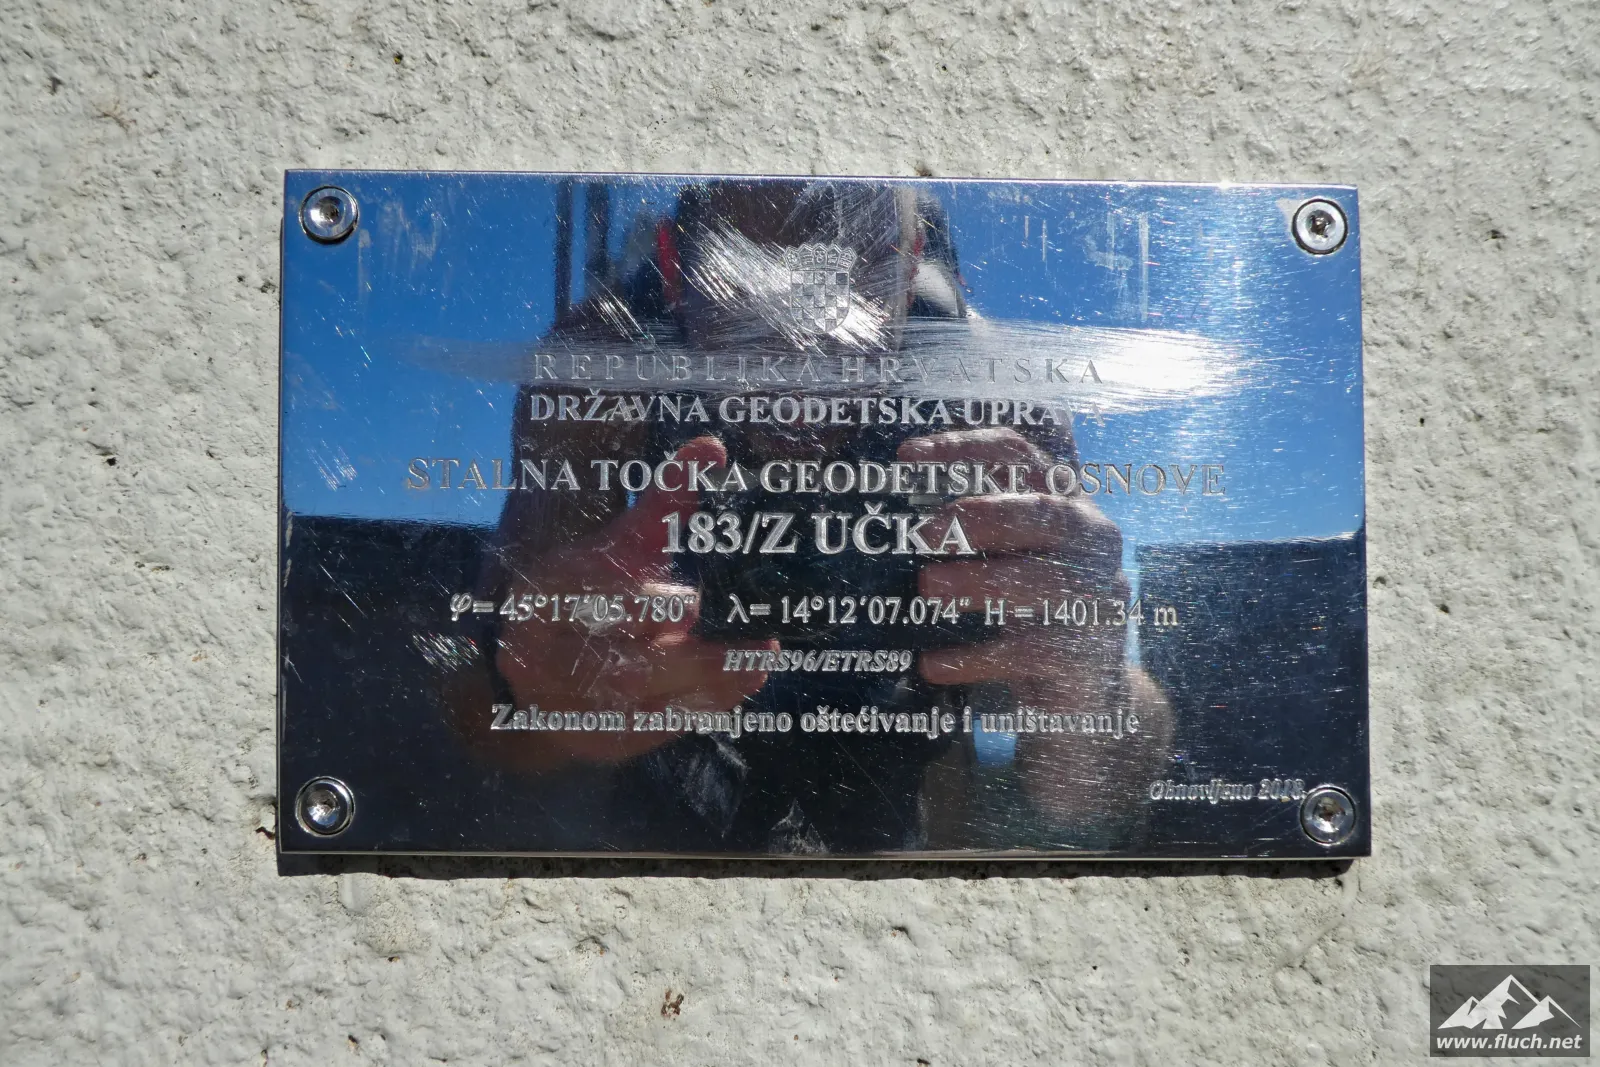 REPUBLIKA HRVATSKA
DRŽAVNA GEODETSKA UPRAVA
STALNA TOČKA GEODETSKE OSNOVE
183/Z UČKA
φ= 45°17'05.780" λ= 14°12'07.074" H = 1401.34 m
HTRS96/ETRS89
Zakonom zabranjeno oštećivanje i uništavanje
Obnovljeno
www.fluch.net